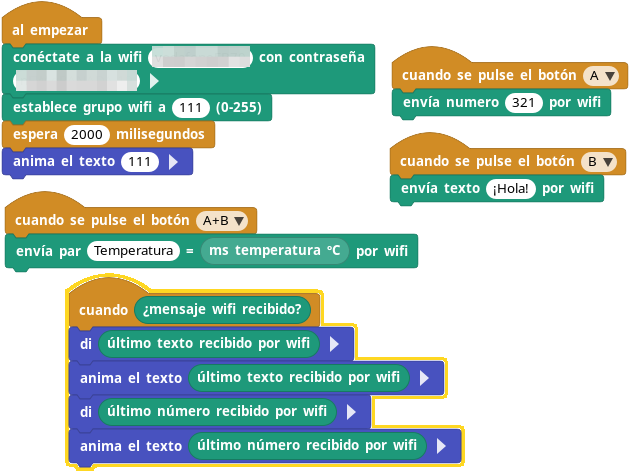 al empezar
conéctate a la wifi con contraseña
establece grupo wifi a 111 (0-255)
espera 2000 milisegundos
anima el texto 111
cuando se pulse el botón A ▼
envía numero 321 por wifi
cuando se pulse el botón B ▼
envía texto ¡Hola! por wifi
cuando se pulse el botón A+B ▼
envía par Temperatura = ms temperatura ºC por wifi
cuando ¿mensaje wifi recibido?
di último texto recibido por wifi
anima el texto último texto recibido por wifi
di último número recibido por wifi
anima el texto último número recibido por wifi